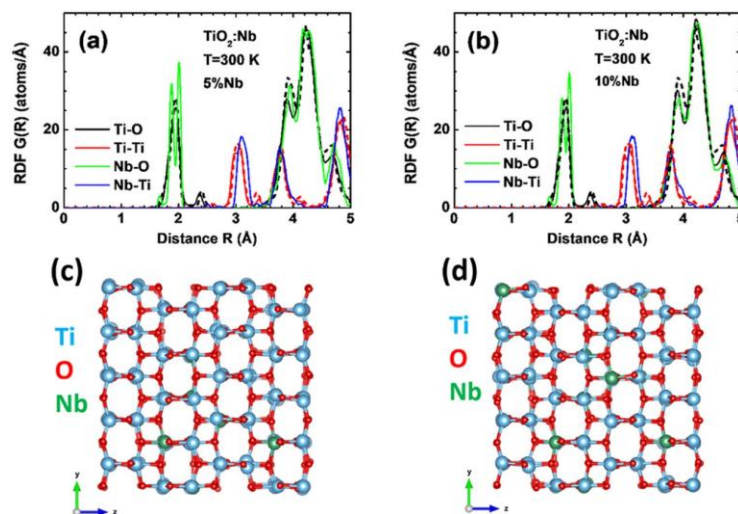 (a)
TiO2:Nb
T=300 K
5%Nb
RDF G(R) (atoms/Å)
40
20
0
Ti-O
Ti-Ti
Nb-O
Nb-Ti
0 1 2 3 4 5
Distance R (Å)
(b)
TiO2:Nb
T=300 K
10%Nb
RDF G(R) (atoms/Å)
40
20
0
Ti-O
Ti-Ti
Nb-O
Nb-Ti
0 1 2 3 4 5
Distance R (Å)
(c)
Ti
O
Nb
y
z
(d)
Ti
O
Nb
y
z